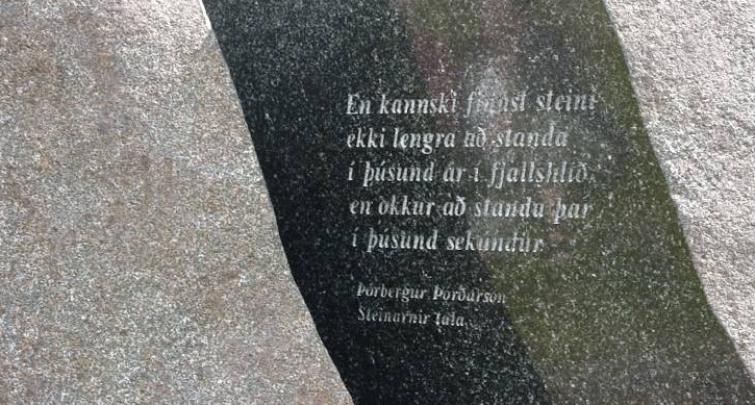 En kannski finnst steini
ekki lengra að standa
í þúsund ár í fjallshlíð,
en okkur að standa þar
í þúsund sekúndur.
Þórbergur Þórðarson
Steinarnir tala